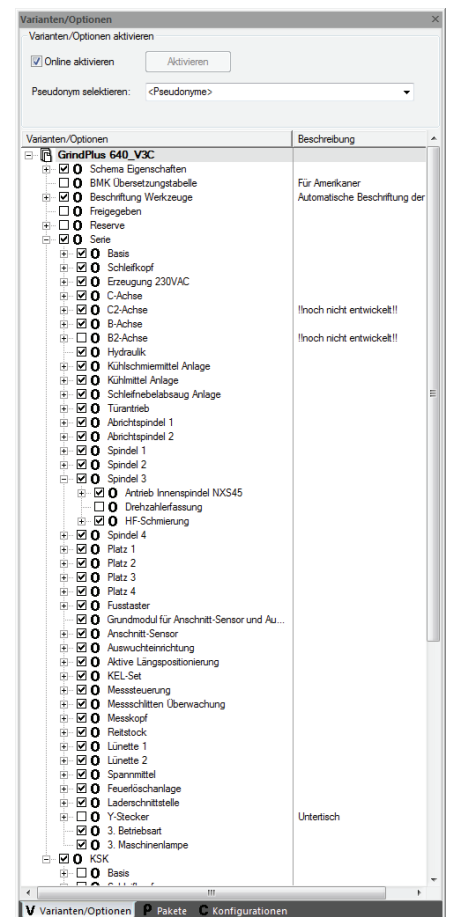 Varianten/Optionen
Varianten/Optionen aktivieren
Online aktivieren Aktivieren
Pseudonym selektieren: <Pseudonyme>
Varianten/Optionen Beschreibung
GrindPlus 640_V3C
O Schema Eigenschaften
O BMK Übersetzungstabelle Für Amerikaner
O Beschriftung Werkzeuge Automatische Beschriftung der
O Freigegeben
O Reserve
O Serie
O Basis
O Schleifkopf
O Erzeugung 230VAC
O C-Achse
O C2-Achse !!noch nicht entwickelt!!
O B-Achse
O B2-Achse !!noch nicht entwickelt!!
O Hydraulik
O Kühlschmiermittel Anlage
O Kühlmittel Anlage
O Schleifnebelabsaug Anlage
O Türantrieb
O Abrichtspindel 1
O Abrichtspindel 2
O Spindel 1
O Spindel 2
O Spindel 3
O Antrieb Innenspindel NXS45
O Drehzahlerfassung
O HF-Schmierung
O Spindel 4
O Platz 1
O Platz 2
O Platz 3
O Platz 4
O Fusstaster
O Grundmodul für Anschnitt-Sensor und Au...
O Anschnitt-Sensor
O Auswuchteinrichtung
O Aktive Längspositionierung
O KEL-Set
O Messsteuerung
O Messschlitten Überwachung
O Messkopf
O Reitstock
O Lünette 1
O Lünette 2
O Spannmittel
O Feuerlöschanlage
O Laderschnittstelle
O Y-Stecker Untertisch
O 3. Betriebsart
O 3. Maschinenlampe
O KSK
O Basis
V Varianten/Optionen P Pakete C Konfigurationen